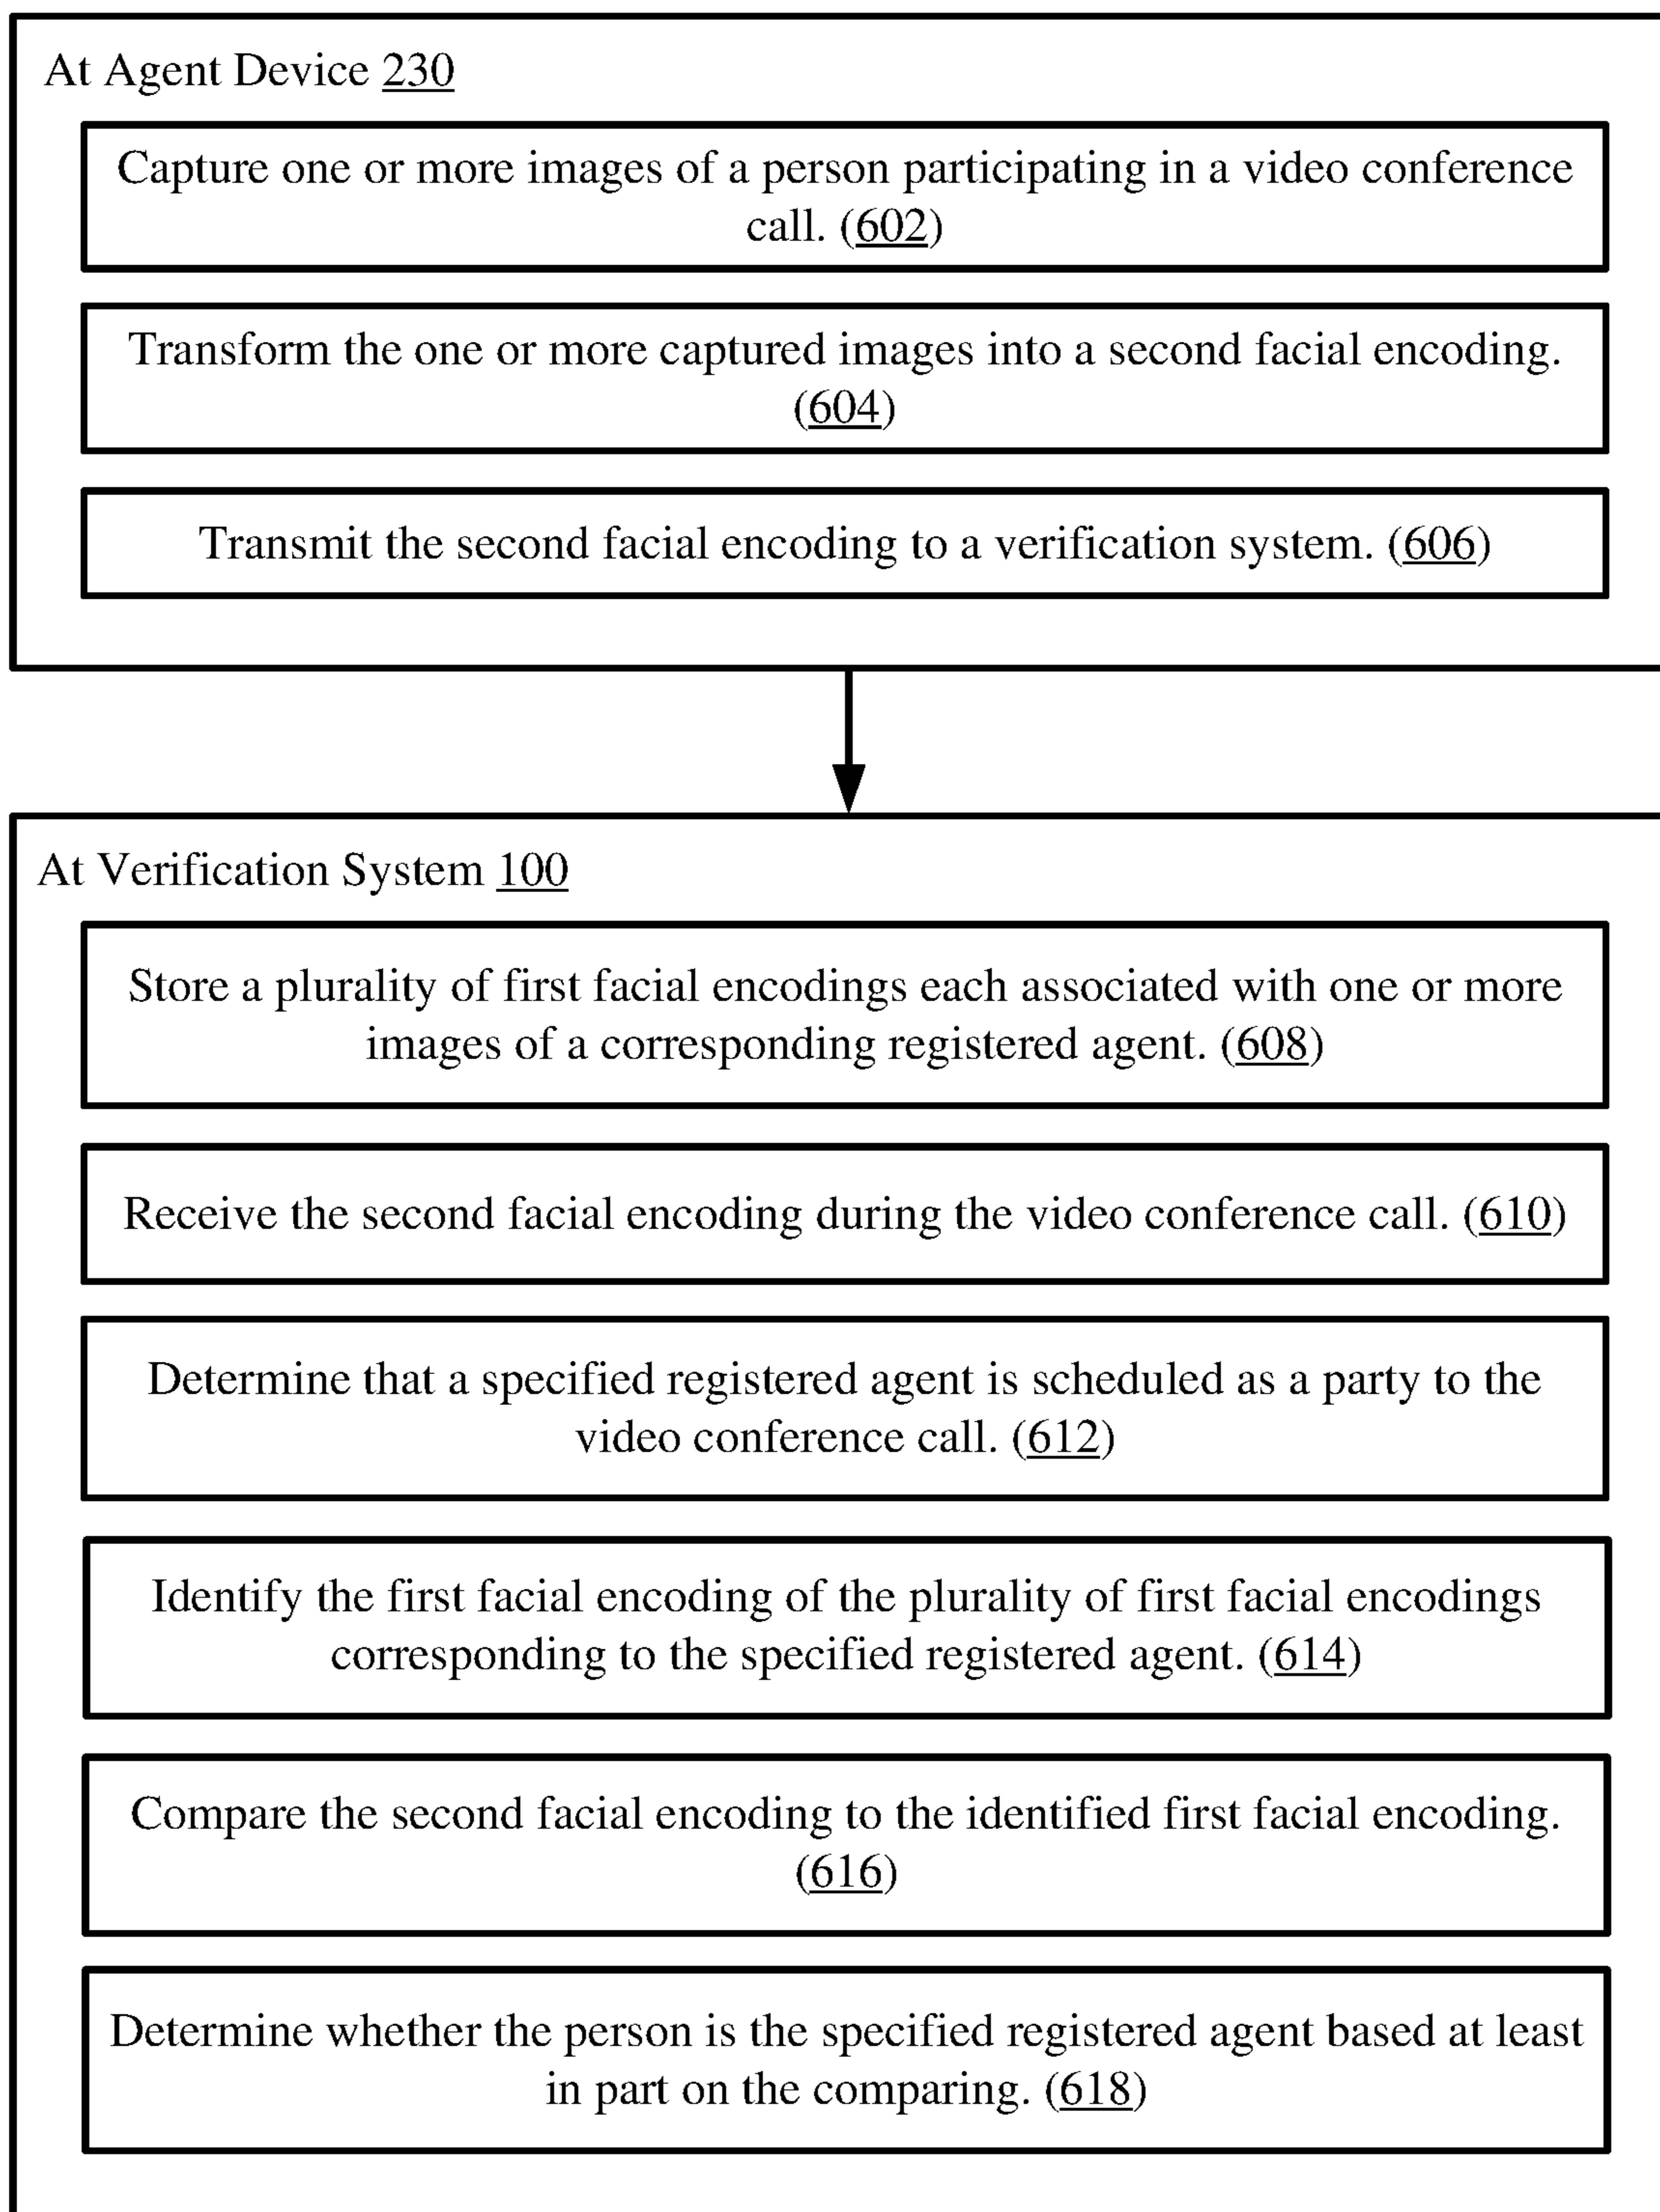 At Agent Device 230
Capture one or more images of a person participating in a video conference
call. (602)
Transform the one or more captured images into a second facial encoding.
(604)
Transmit the second facial encoding to a verification system. (606)
At Verification System 100
Store a plurality of first facial encodings each associated with one or more
images of a corresponding registered agent. (608)
Receive the second facial encoding during the video conference call. (610)
Determine that a specified registered agent is scheduled as a party to the
video conference call. (612)
Identify the first facial encoding of the plurality of first facial encodings
corresponding to the specified registered agent. (614)
Compare the second facial encoding to the identified first facial encoding.
(616)
Determine whether the person is the specified registered agent based at least
in part on the comparing. (618)